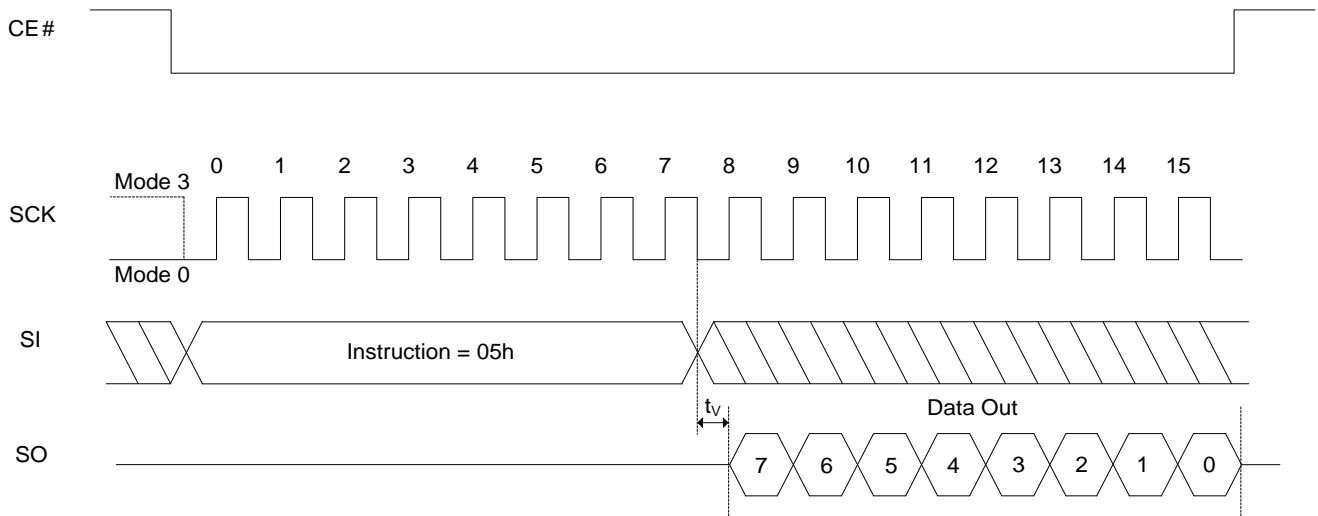 CE#
0 1 2 3 4 5 6 7 8 9 10 11 12 13 14 15
Mode 3
SCK
Mode 0
SI
Instruction = 05h
tV
Data Out
SO
7 6 5 4 3 2 1 0